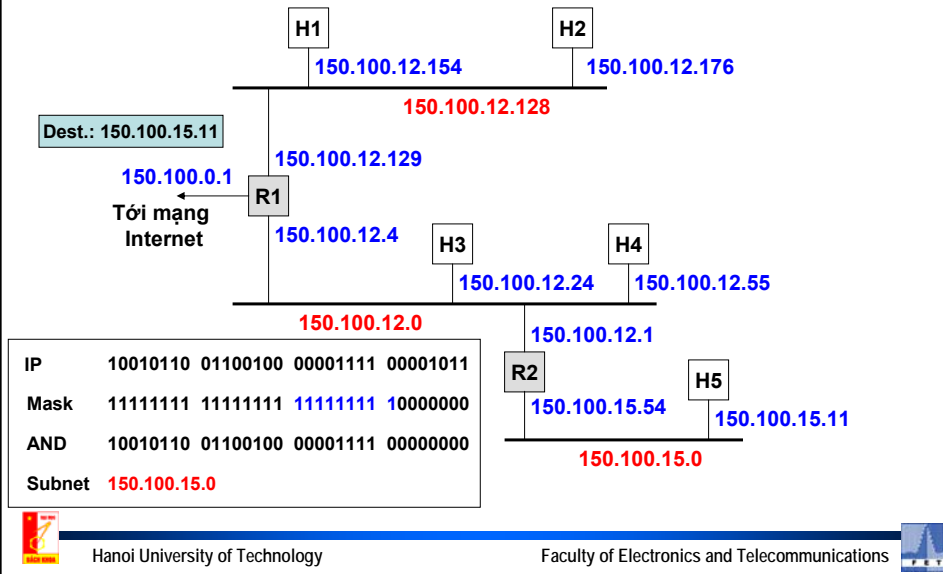 H1
H2
150.100.12.154
150.100.12.176
150.100.12.128
Dest.: 150.100.15.11
150.100.12.129
150.100.0.1
R1
Tới mạng
Internet
150.100.12.4
H3
H4
150.100.12.24
150.100.12.55
150.100.12.0
150.100.12.1
R2
H5
150.100.15.54
150.100.15.11
150.100.15.0
IP 10010110 01100100 00001111 00001011
Mask 11111111 11111111 11111111 10000000
AND 10010110 01100100 00001111 00000000
Subnet 150.100.15.0
BÁCH KHOA
Hanoi University of Technology
Faculty of Electronics and Telecommunications
F E T